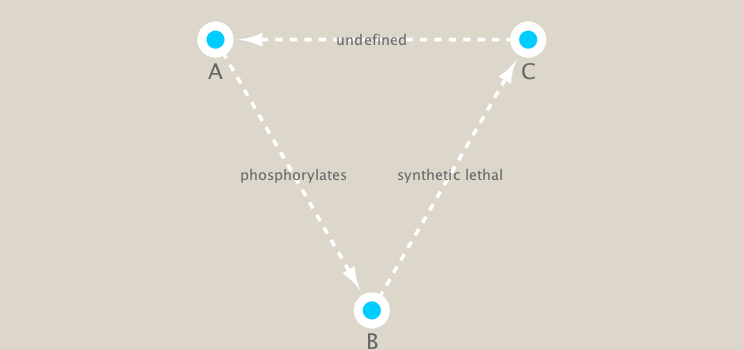 undefined
A
C
phosphorylates
synthetic lethal
B